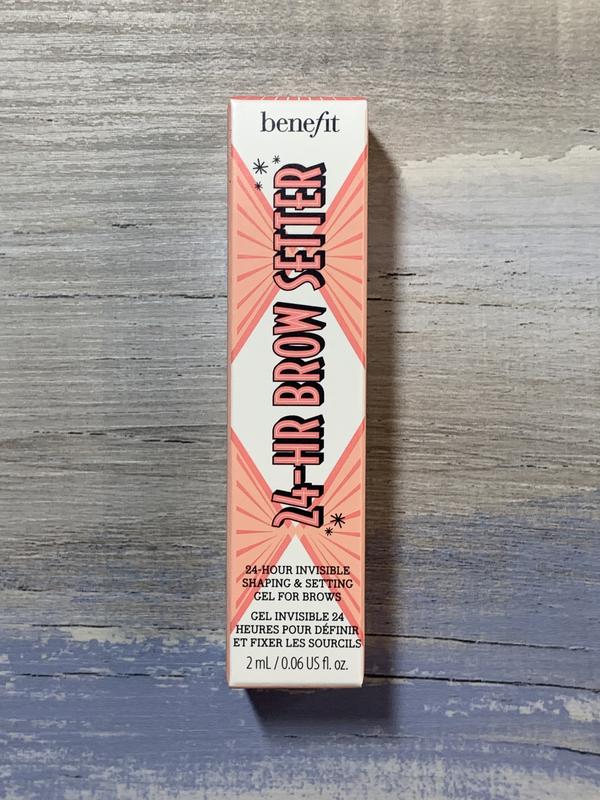 benefit
24-HR BROW SETTER
24-HOUR INVISIBLE
SHAPING & SETTING
GEL FOR BROWS
GEL INVISIBLE 24
HEURES POUR DÉFINIR
ET FIXER LES SOURCILS
2 mL / 0.06 US fl. oz.